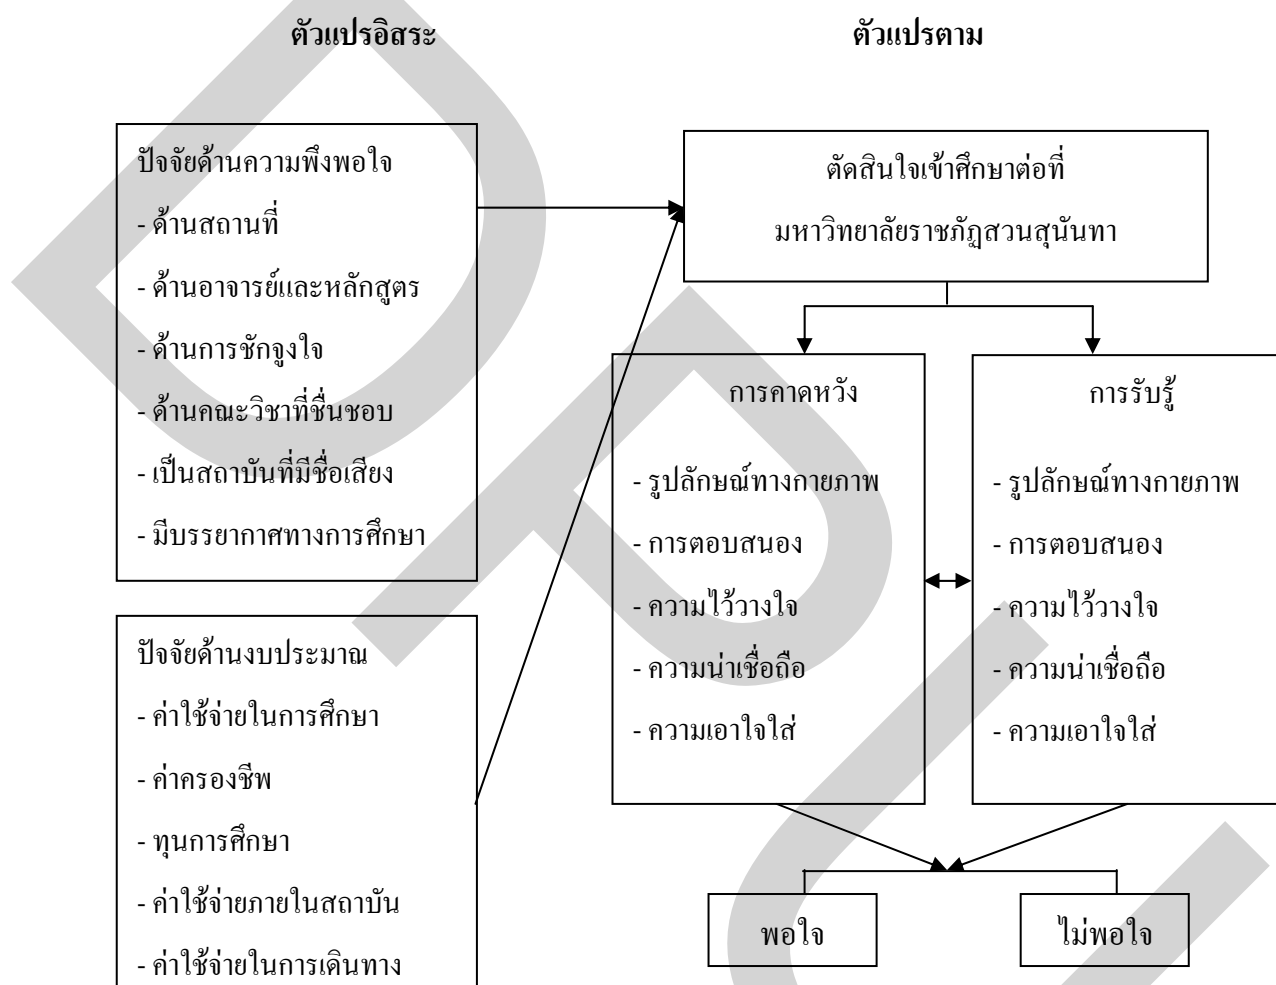 ตัวแปรอิสระ
ตัวแปรตาม
ปัจจัยด้านความพึงพอใจ
- ด้านสถานที่
- ด้านอาจารย์และหลักสูตร
- ด้านการชักจูงใจ
- ด้านคณะวิชาที่ชื่นชอบ
- เป็นสถาบันที่มีชื่อเสียง
- มีบรรยากาศทางการศึกษา
ปัจจัยด้านงบประมาณ
- ค่าใช้จ่ายในการศึกษา
- ค่าครองชีพ
- ทุนการศึกษา
- ค่าใช้จ่ายภายในสถาบัน
- ค่าใช้จ่ายในการเดินทาง
ตัดสินใจเข้าศึกษาต่อที่
มหาวิทยาลัยราชภัฏสวนสุนันทา
การคาดหวัง
- รูปลักษณ์ทางกายภาพ
- การตอบสนอง
- ความไว้วางใจ
- ความน่าเชื่อถือ
- ความเอาใจใส่
การรับรู้
- รูปลักษณ์ทางกายภาพ
- การตอบสนอง
- ความไว้วางใจ
- ความน่าเชื่อถือ
- ความเอาใจใส่
พอใจ
ไม่พอใจ